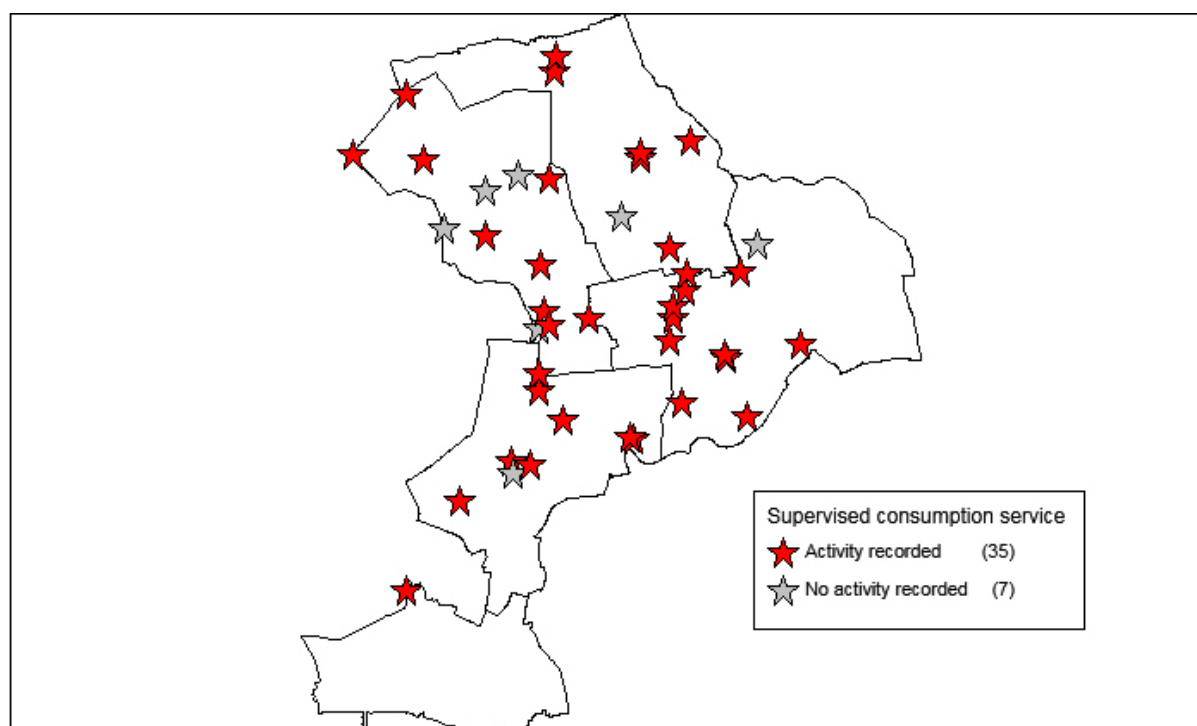 Supervised consumption service
Activity recorded (35)
No activity recorded (7)